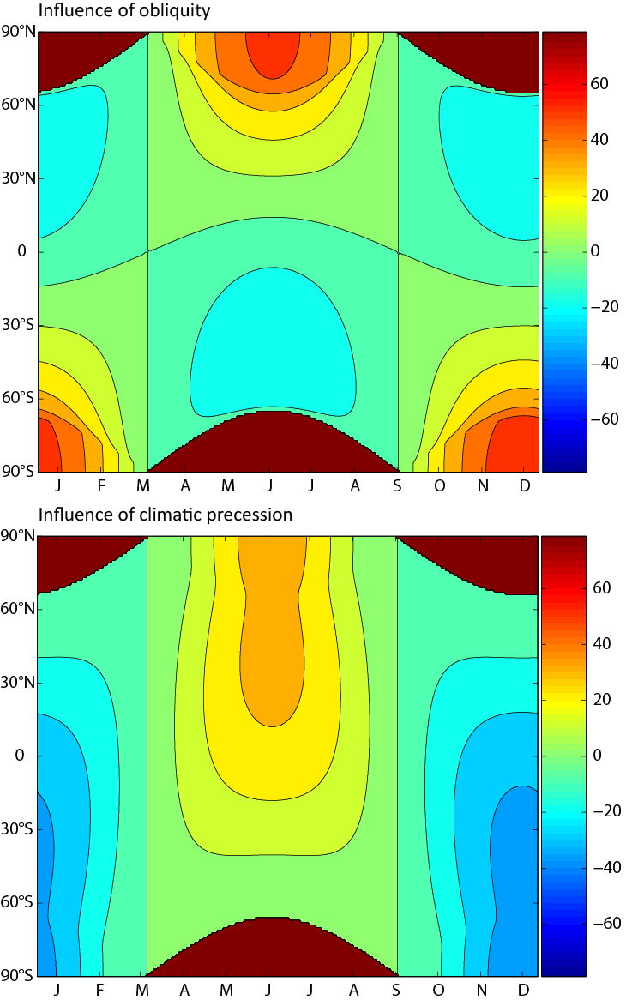 Influence of obliquity
90°N
60°N
30°N
0
30°S
60°S
90°S
J F M A M J J A S O N D
60
40
20
0
−20
−40
−60
Influence of climatic precession
90°N
60°N
30°N
0
30°S
60°S
90°S
J F M A M J J A S O N D
60
40
20
0
−20
−40
−60